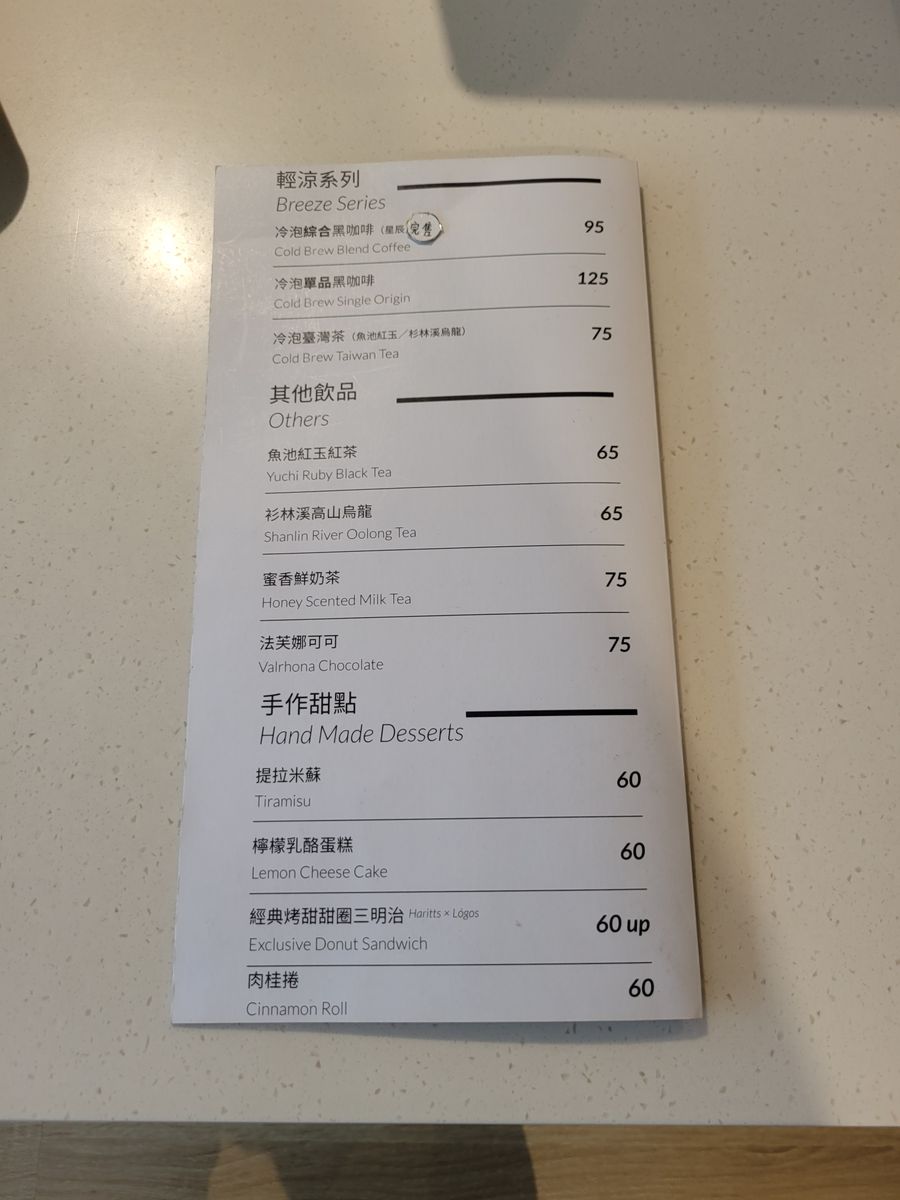 輕涼系列
Breeze Series
冷泡綜合黑咖啡（星辰 完售 95
Cold Brew Blend Coffee
冷泡單品黑咖啡 125
Cold Brew Single Origin
冷泡臺灣茶（魚池紅玉／杉林溪烏龍） 75
Cold Brew Taiwan Tea
其他飲品
Others
魚池紅玉紅茶 65
Yuchi Ruby Black Tea
衫林溪高山烏龍 65
Shanlin River Oolong Tea
蜜香鮮奶茶 75
Honey Scented Milk Tea
法芙娜可可 75
Valrhona Chocolate
手作甜點
Hand Made Desserts
提拉米蘇 60
Tiramisu
檸檬乳酪蛋糕 60
Lemon Cheese Cake
經典烤甜甜圈三明治 Haritts × Lógos 60 up
Exclusive Donut Sandwich
肉桂捲 60
Cinnamon Roll